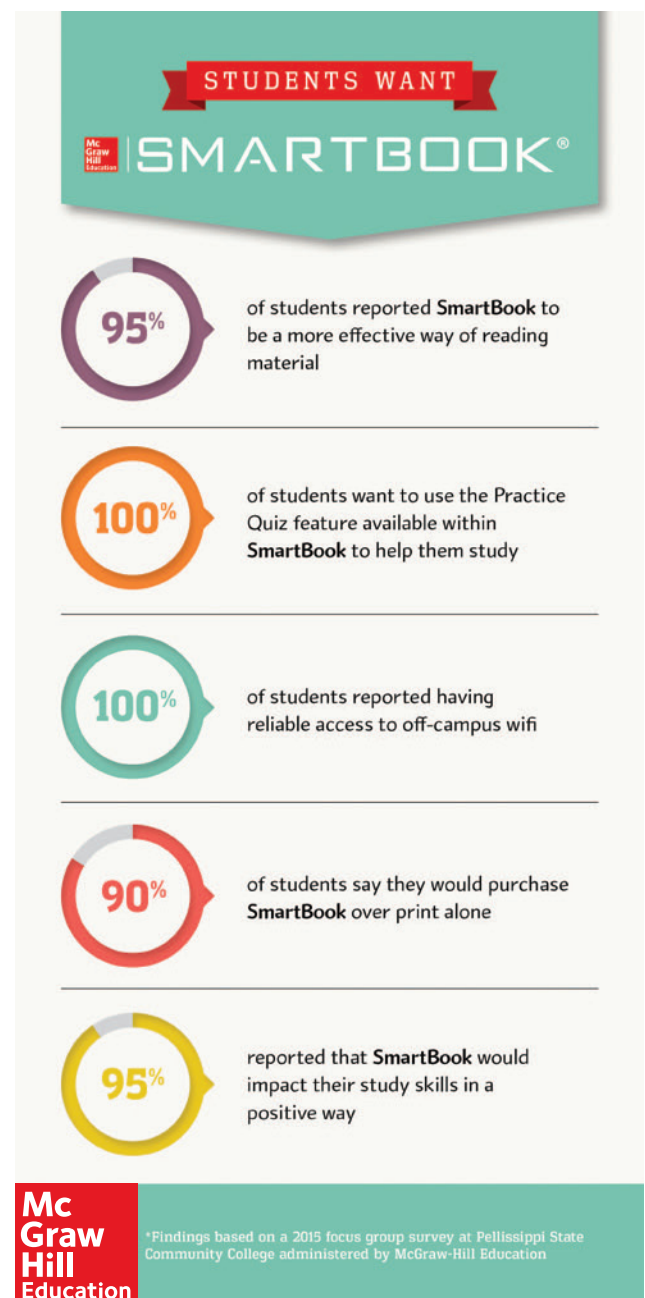 STUDENTS WANT
Mc
Graw
Hill
Education
SMARTBOOK®
95%
of students reported SmartBook to
be a more effective way of reading
material
100%
of students want to use the Practice
Quiz feature available within
SmartBook to help them study
100%
of students reported having
reliable access to off-campus wifi
90%
of students say they would purchase
SmartBook over print alone
95%
reported that SmartBook would
impact their study skills in a
positive way
Mc
Graw
Hill
Education
*Findings based on a 2015 focus group survey at Pellissippi State
Community College administered by McGraw-Hill Education